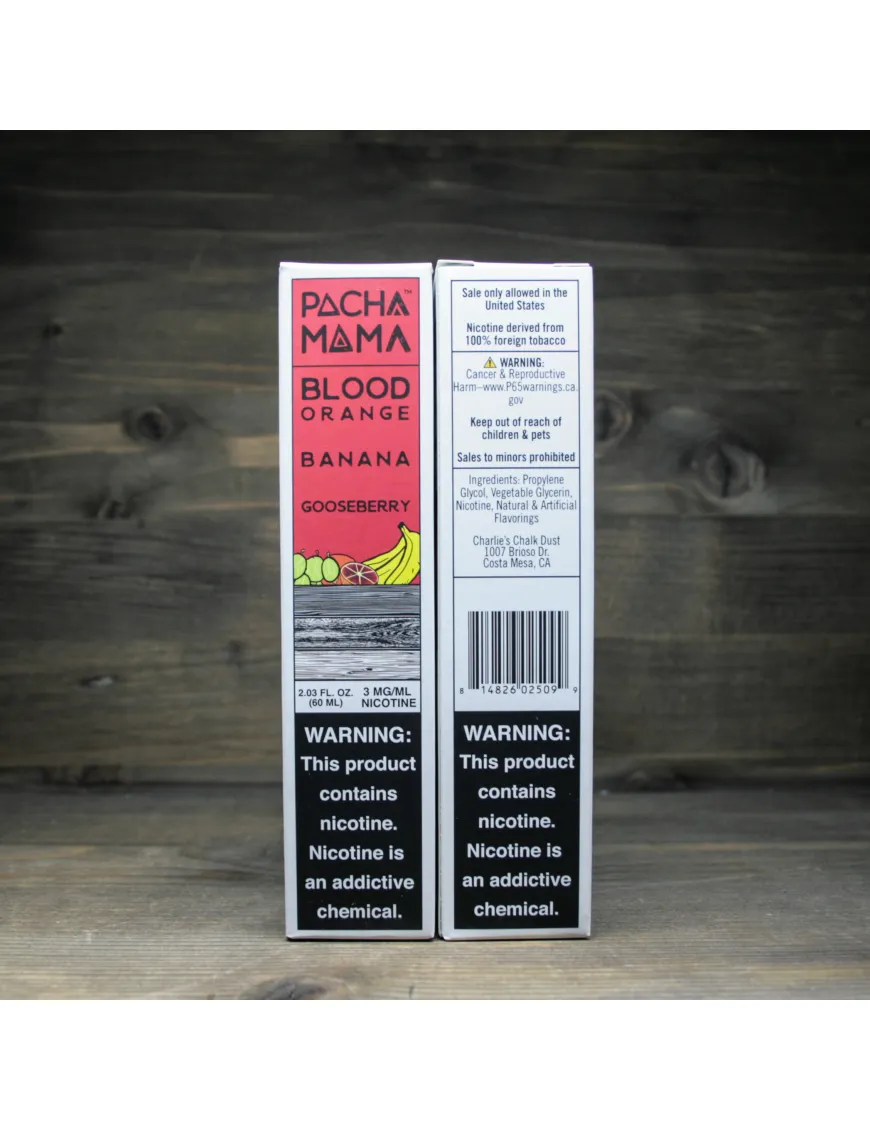 PACHA™
MAMA
BLOOD
ORANGE
BANANA
GOOSEBERRY
2.03 FL. OZ.
(60 ML)
3 MG/ML
NICOTINE
WARNING:
This product
contains
nicotine.
Nicotine is
an addictive
chemical.
Sale only allowed in the
United States
Nicotine derived from
100% foreign tobacco
WARNING:
Cancer & Reproductive
Harm–www.P65warnings.ca.
gov
Keep out of reach of
children & pets
Sales to minors prohibited
Ingredients: Propylene
Glycol, Vegetable Glycerin,
Nicotine, Natural & Artificial
Flavorings
Charlie's Chalk Dust
1007 Brioso Dr.
Costa Mesa, CA
8 14826 02509 9
WARNING:
This product
contains
nicotine.
Nicotine is
an addictive
chemical.